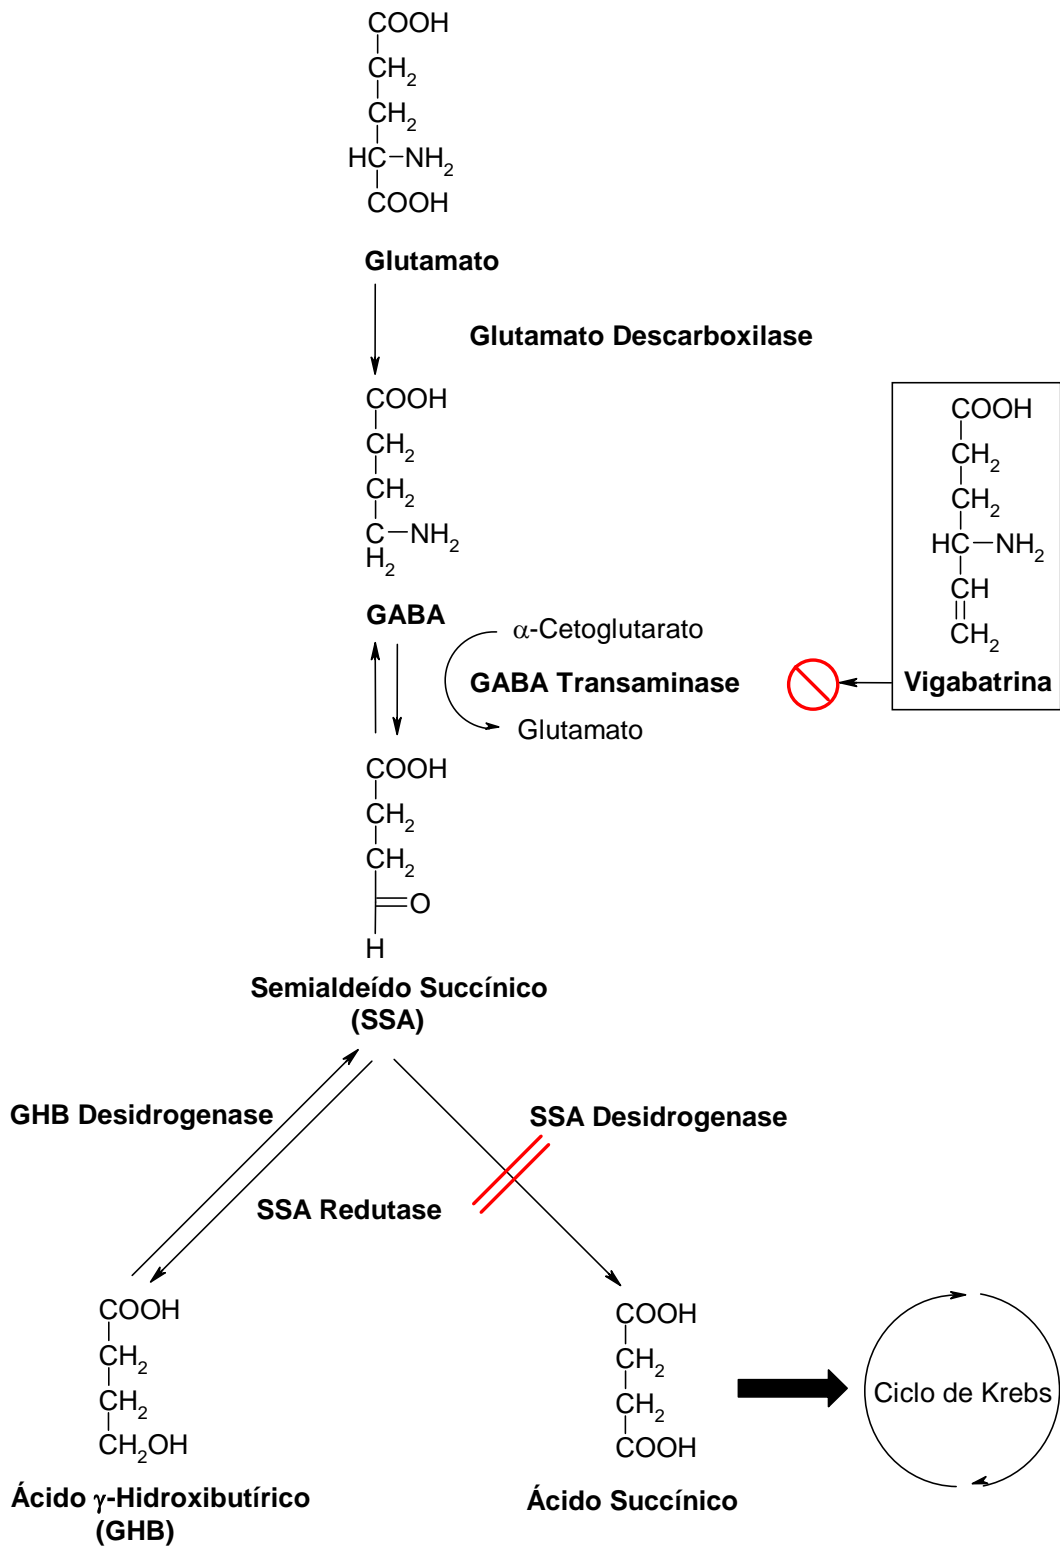 COOH
CH2
CH2
HC–NH2
COOH
Glutamato
Glutamato Descarboxilase
COOH
CH2
CH2
C–NH2
H2
GABA
COOH
CH2
CH2
HC–NH2
CH
CH2
Vigabatrina
α-Cetoglutarato
GABA Transaminase
Glutamato
COOH
CH2
CH2
O
H
Semialdeído Succínico
(SSA)
GHB Desidrogenase
SSA Desidrogenase
SSA Redutase
COOH
CH2
CH2
CH2OH
Ácido γ-Hidroxibutírico
(GHB)
COOH
CH2
CH2
COOH
Ácido Succínico
Ciclo de Krebs